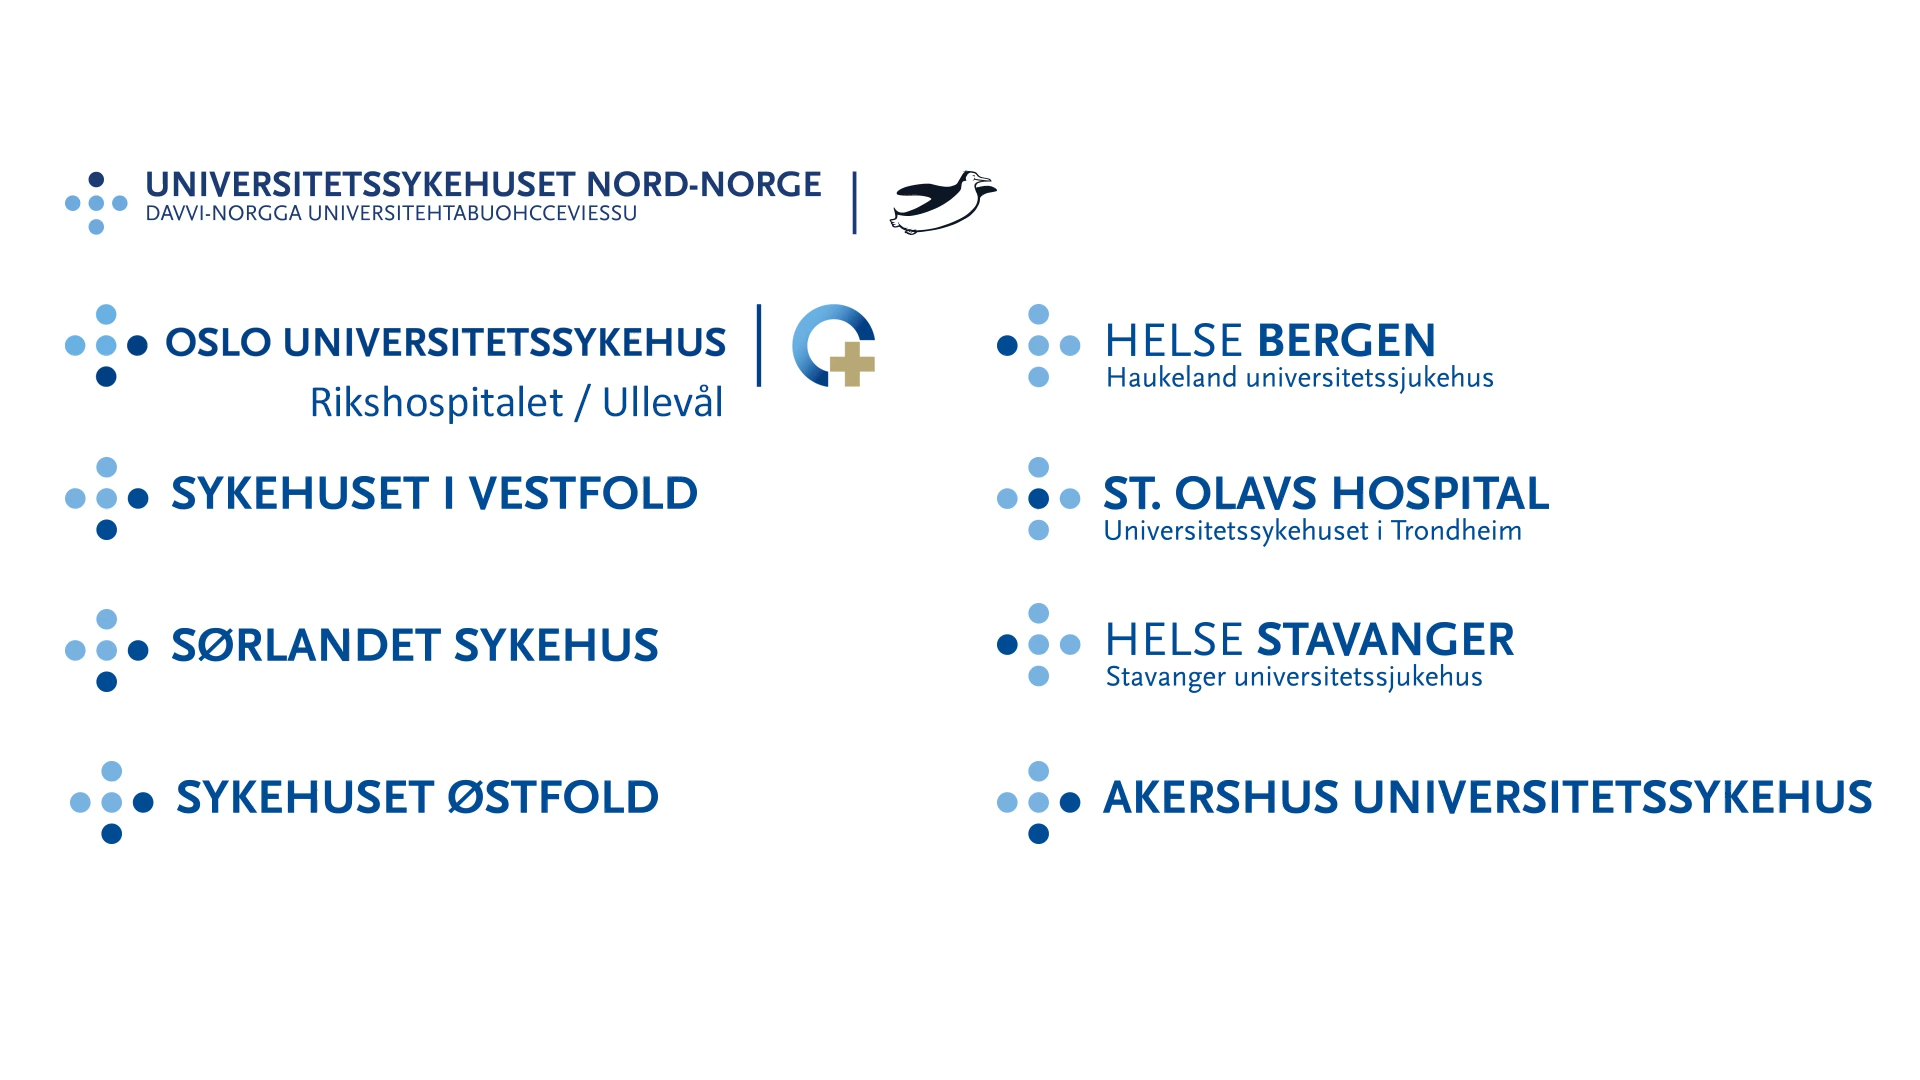 UNIVERSITETSSYKEHUSET NORD-NORGE
DAVVI-NORGGA UNIVERSITEHTABUOHCCEVIESSU
OSLO UNIVERSITETSSYKEHUS
Rikshospitalet / Ullevål
HELSE BERGEN
Haukeland universitetssjukehus
SYKEHUSET I VESTFOLD
ST. OLAVS HOSPITAL
Universitetssykehuset i Trondheim
SØRLANDET SYKEHUS
HELSE STAVANGER
Stavanger universitetssjukehus
SYKEHUSET ØSTFOLD
AKERSHUS UNIVERSITETSSYKEHUS